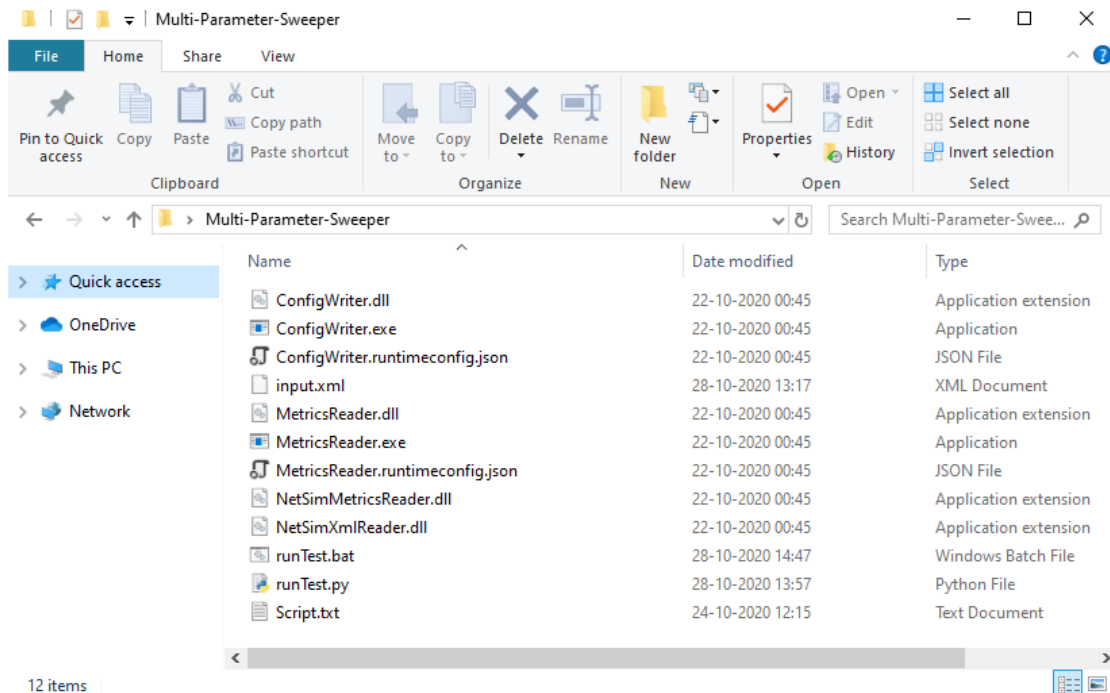 Multi-Parameter-Sweeper
File Home Share View
Pin to Quick access
Copy
Paste
Cut
Copy path
Paste shortcut
Clipboard
Move to
Copy to
Delete
Rename
Organize
New folder
New
Properties
Open
Edit
History
Open
Select all
Select none
Invert selection
Select
Multi-Parameter-Sweeper
Search Multi-Parameter-Swee...
Quick access
OneDrive
This PC
Network
Name Date modified Type
ConfigWriter.dll 22-10-2020 00:45 Application extension
ConfigWriter.exe 22-10-2020 00:45 Application
ConfigWriter.runtimeconfig.json 22-10-2020 00:45 JSON File
input.xml 28-10-2020 13:17 XML Document
MetricsReader.dll 22-10-2020 00:45 Application extension
MetricsReader.exe 22-10-2020 00:45 Application
MetricsReader.runtimeconfig.json 22-10-2020 00:45 JSON File
NetSimMetricsReader.dll 22-10-2020 00:45 Application extension
NetSimXmlReader.dll 22-10-2020 00:45 Application extension
runTest.bat 28-10-2020 14:47 Windows Batch File
runTest.py 28-10-2020 13:57 Python File
Script.txt 24-10-2020 12:15 Text Document
12 items